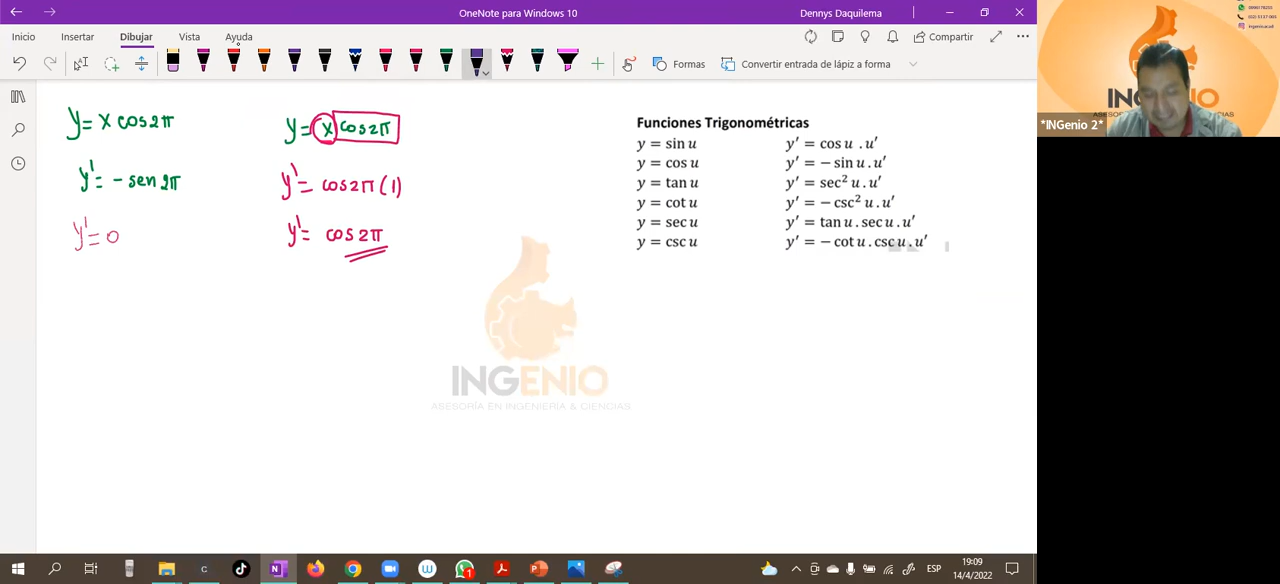 OneNote para Windows 10
Dennys Daquilema
Inicio
Insertar
Dibujar
Vista
Ayuda
Compartir
Formas
Convertir entrada de lápiz a forma
y = x cos 2π
y' = - sen 2π
y' = 0
y = x cos 2π
y' = cos 2π (1)
y' = cos 2π
Funciones Trigonométricas
y = sin u y′ = cos u . u′
y = cos u y′ = − sin u . u′
y = tan u y′ = sec² u . u′
y = cot u y′ = − csc² u . u′
y = sec u y′ = tan u . sec u . u′
y = csc u y′ = − cot u . csc u . u′
INGENIO
ASESORÍA EN INGENIERÍA & CIENCIAS
*INGenio 2*
ESP
19:09
14/4/2022